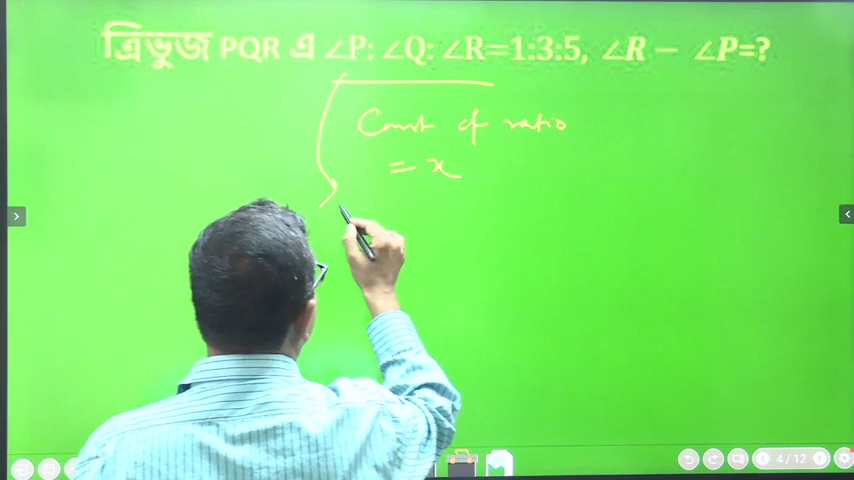 ত্রিভুজ PQR এ ∠P: ∠Q: ∠R=1:3:5, ∠R − ∠P=?
Const of ratio
= x
4 / 12